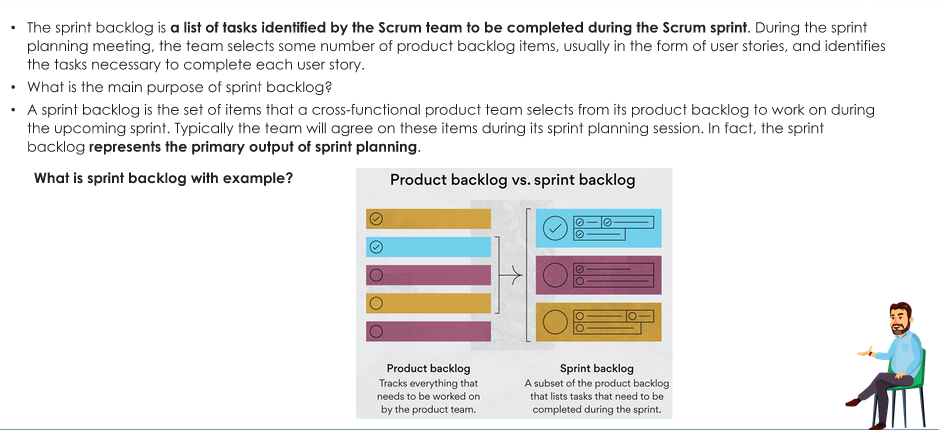 • The sprint backlog is a list of tasks identified by the Scrum team to be completed during the Scrum sprint. During the sprint
planning meeting, the team selects some number of product backlog items, usually in the form of user stories, and identifies
the tasks necessary to complete each user story.
• What is the main purpose of sprint backlog?
• A sprint backlog is the set of items that a cross-functional product team selects from its product backlog to work on during
the upcoming sprint. Typically the team will agree on these items during its sprint planning session. In fact, the sprint
backlog represents the primary output of sprint planning.
What is sprint backlog with example?
Product backlog vs. sprint backlog
Product backlog
Tracks everything that
needs to be worked on
by the product team.
Sprint backlog
A subset of the product backlog
that lists tasks that need to be
completed during the sprint.